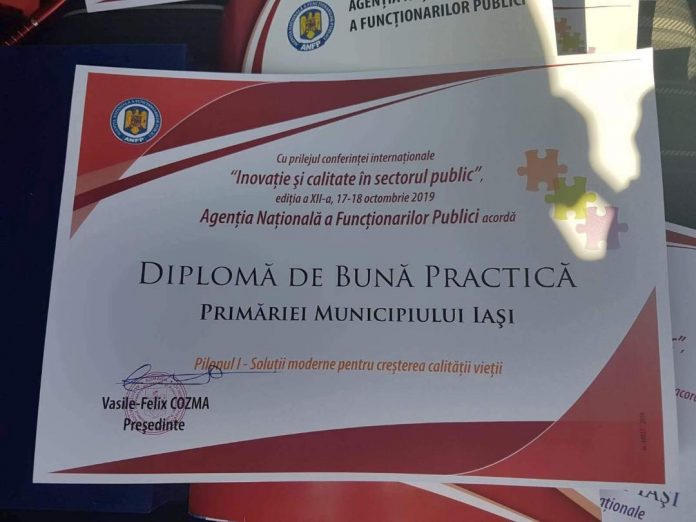 AGENȚIA
A FUNCȚIONARILOR PUBLICI
ANFP
ANFP
Cu prilejul conferinței internaționale
"Inovație și calitate în sectorul public",
ediția a XII-a, 17-18 octombrie 2019
Agenția Națională a Funcționarilor Publici acordă
DIPLOMĂ DE BUNĂ PRACTICĂ
PRIMĂRIEI MUNICIPIULUI IAȘI
Pilonul I - Soluții moderne pentru creșterea calității vieții
Vasile-Felix COZMA
Președinte
IAȘI